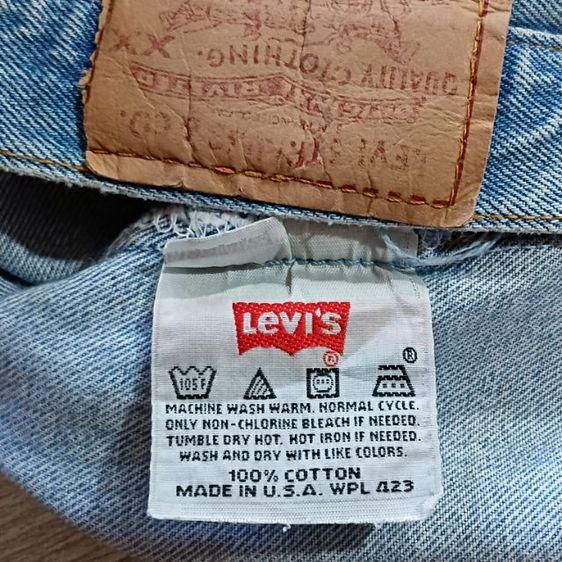 XX
QUALITY CLOTHING.
LEVI'S
®
®
105F
MACHINE WASH WARM. NORMAL CYCLE.
ONLY NON-CHLORINE BLEACH IF NEEDED.
TUMBLE DRY HOT. HOT IRON IF NEEDED.
WASH AND DRY WITH LIKE COLORS.
100% COTTON
MADE IN U.S.A. WPL 423